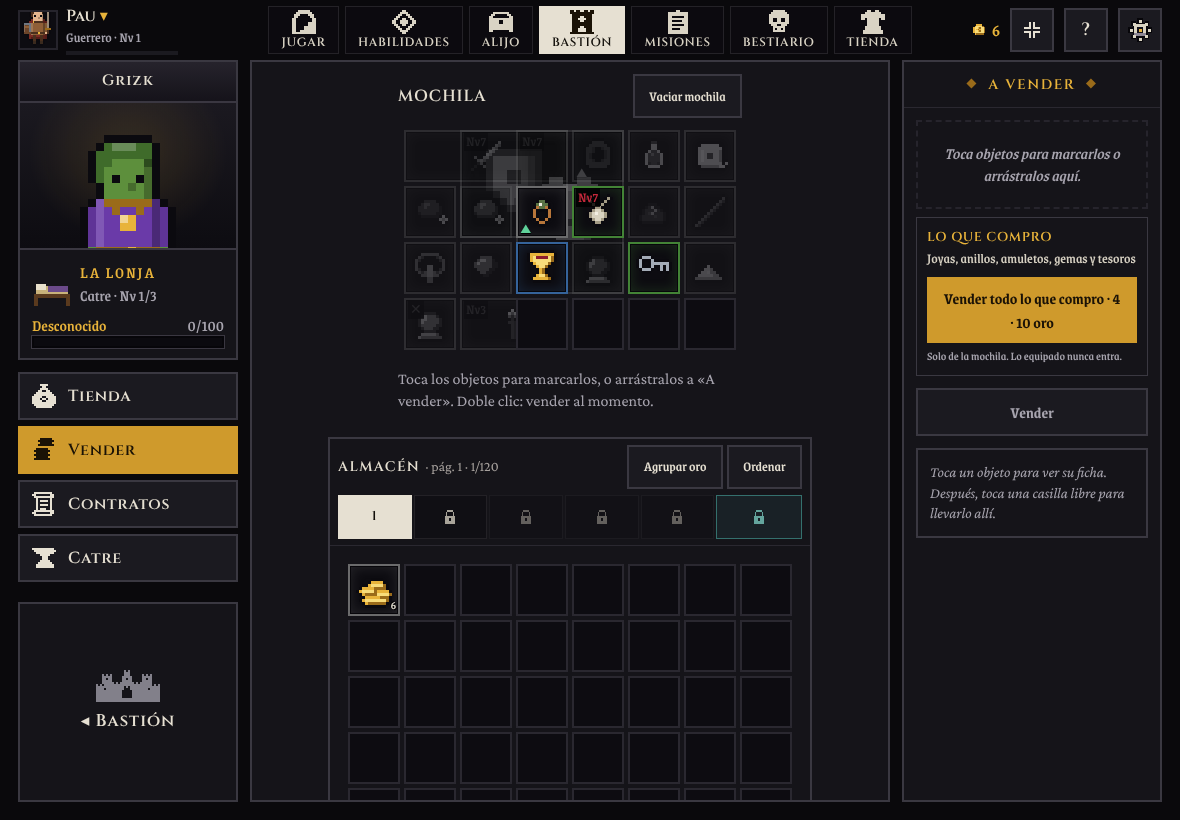 PAU ▾
Guerrero · Nv 1
JUGAR
HABILIDADES
ALIJO
BASTIÓN
MISIONES
BESTIARIO
TIENDA
6
?
GRIZK
LA LONJA
Catre · Nv 1/3
Desconocido 0/100
TIENDA
VENDER
CONTRATOS
CATRE
◂ BASTIÓN
MOCHILA
Vaciar mochila
Nv7
Nv7
Nv7
Nv3
Toca los objetos para marcarlos, o arrástralos a «A
vender». Doble clic: vender al momento.
ALMACÉN · pág. 1 · 1/120
Agrupar oro
Ordenar
I
6
◆ A VENDER ◆
Toca objetos para marcarlos o
arrástralos aquí.
LO QUE COMPRO
Joyas, anillos, amuletos, gemas y tesoros
Vender todo lo que compro · 4
· 10 oro
Solo de la mochila. Lo equipado nunca entra.
Vender
Toca un objeto para ver su ficha.
Después, toca una casilla libre para
llevarlo allí.